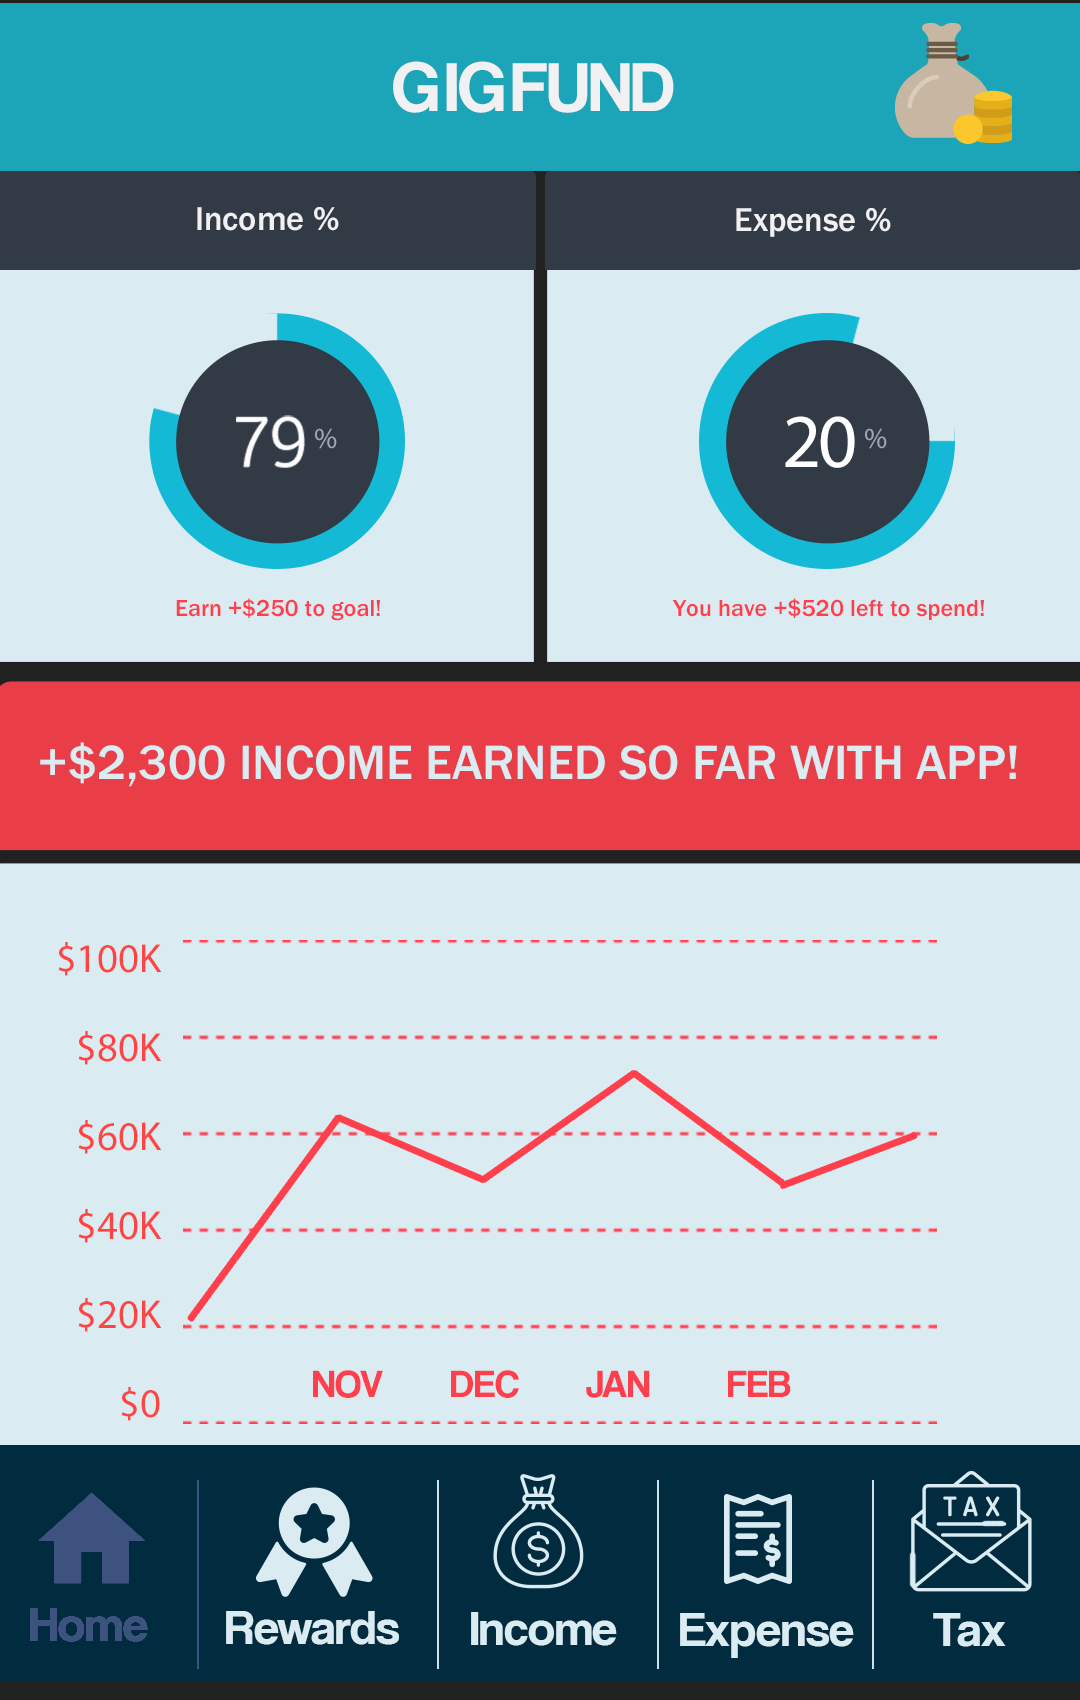 GIGFUND
Income %
Expense %
79 %
20 %
Earn +$250 to goal!
You have +$520 left to spend!
+$2,300 INCOME EARNED SO FAR WITH APP!
$100K
$80K
$60K
$40K
$20K
$0
NOV DEC JAN FEB
$
$
TAX
Home
Rewards
Income
Expense
Tax